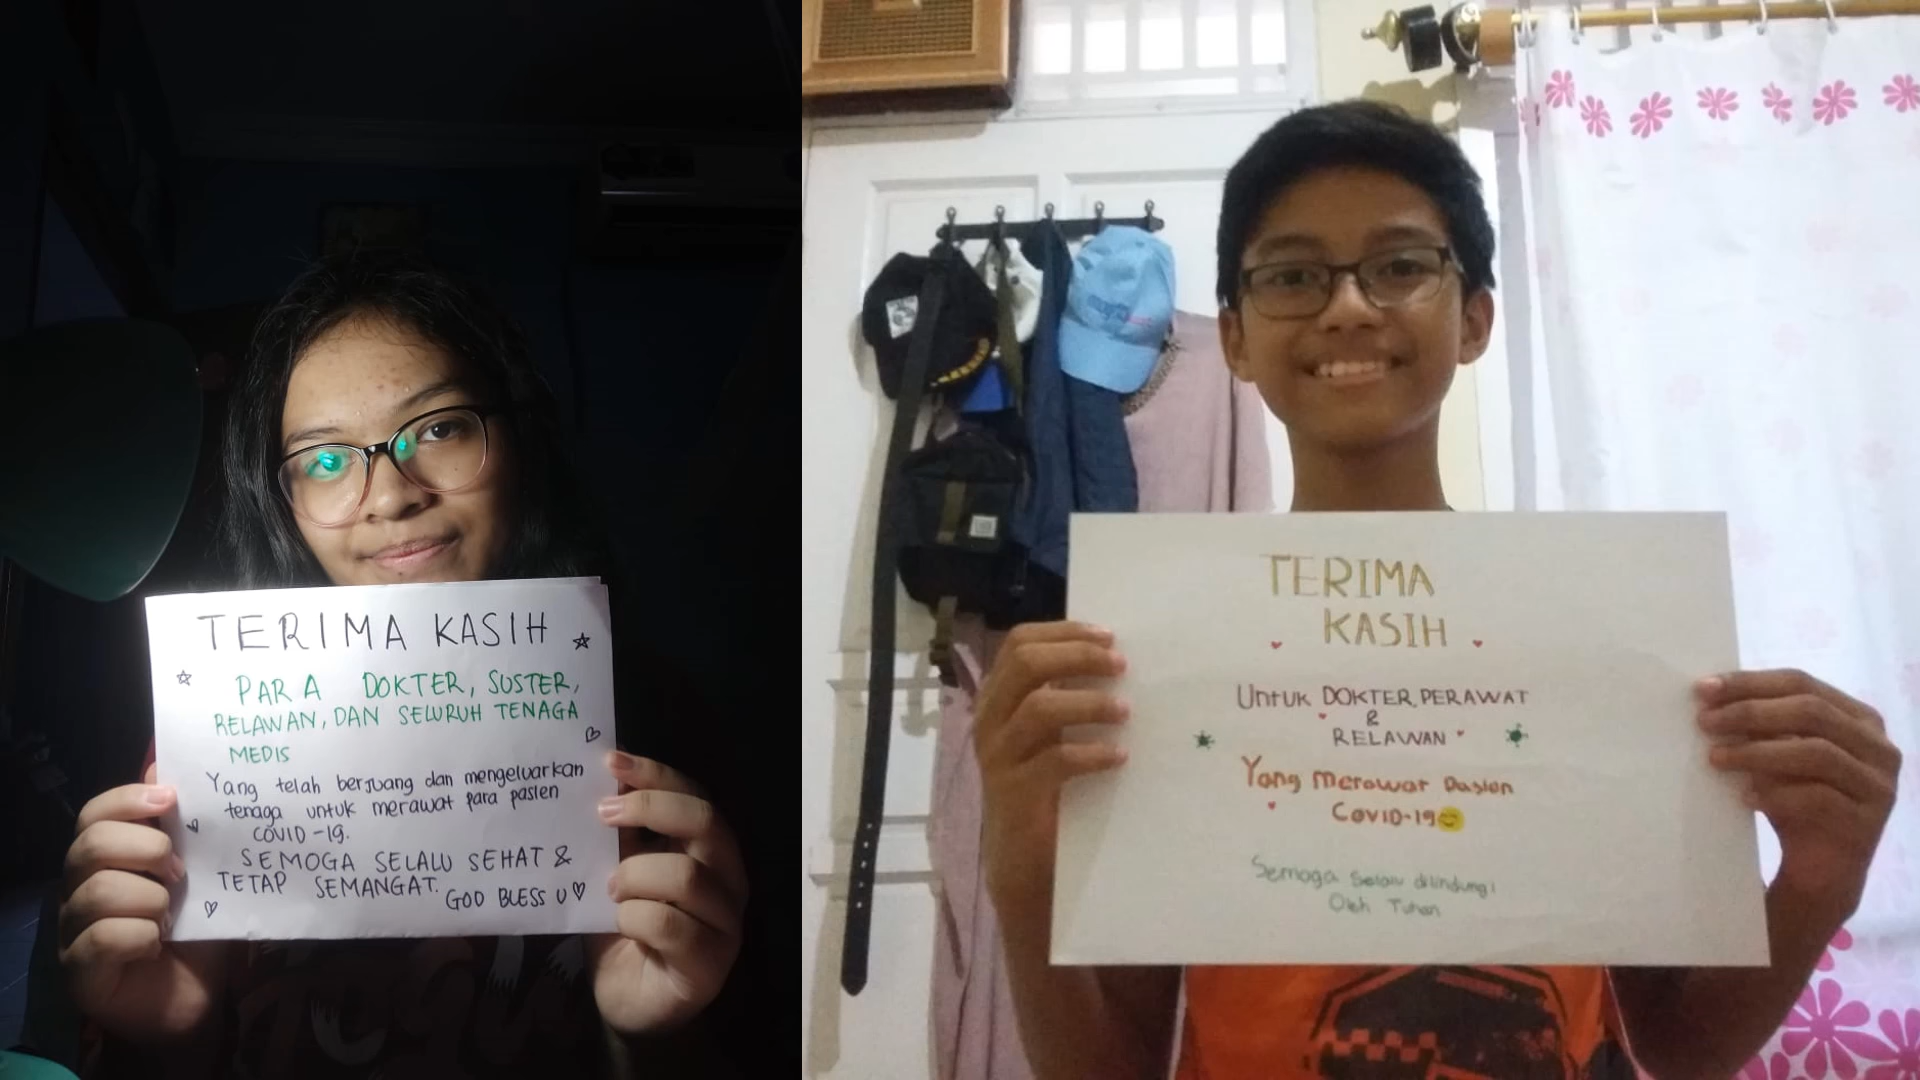 TERIMA KASIH
PARA DOKTER, SUSTER,
RELAWAN, DAN SELURUH TENAGA
MEDIS
Yang telah berjuang dan mengeluarkan
tenaga untuk merawat para pasien
COVID-19.
SEMOGA SELALU SEHAT &
TETAP SEMANGAT.
GOD BLESS U
TERIMA
KASIH
UNTUK DOKTER, PERAWAT
&
RELAWAN
Yang Merawat Pasien
COVID-19
Semoga Selalu dilindungi
Oleh Tuhan